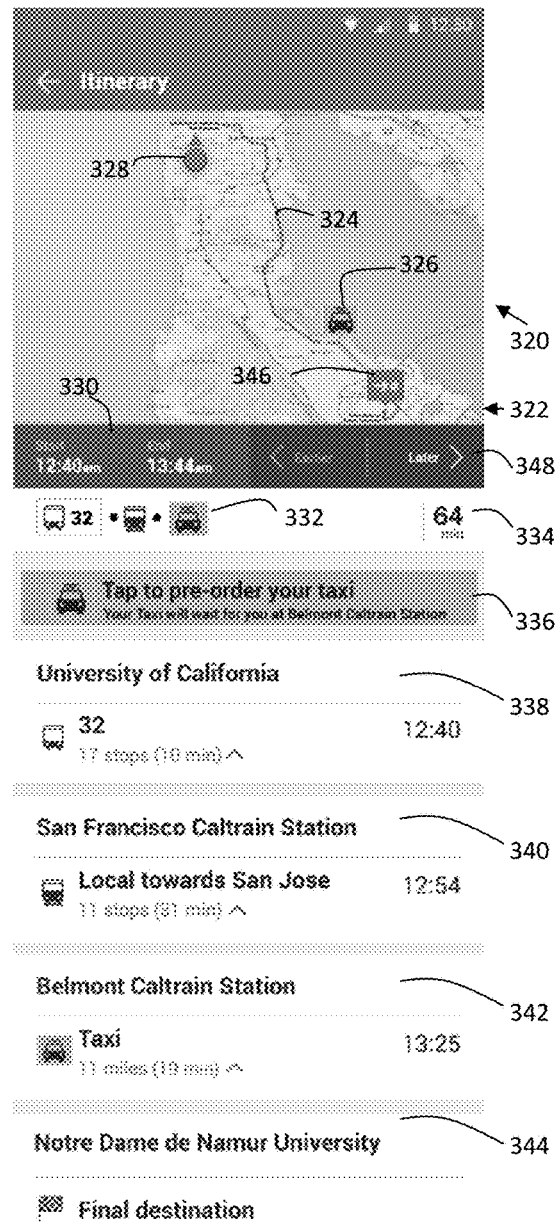 12:30
← Itinerary
328
324
326
320
346
330
322
Start End
12:40am 13:44am
Later
348
32
332
64
min
334
Tap to pre-order your taxi
Your Taxi will wait for you at Belmont Caltrain Station
336
University of California
338
32 12:40
17 stops (10 min)
San Francisco Caltrain Station
340
Local towards San Jose 12:54
11 stops (31 min)
Belmont Caltrain Station
342
Taxi 13:25
11 miles (19 min)
Notre Dame de Namur University
344
Final destination